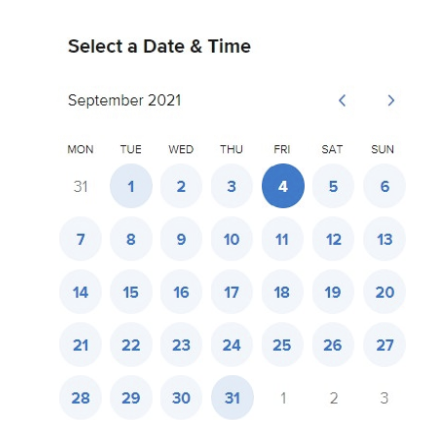 Select a Date & Time
September 2021
MON TUE WED THU FRI SAT SUN
31 1 2 3 4 5 6
7 8 9 10 11 12 13
14 15 16 17 18 19 20
21 22 23 24 25 26 27
28 29 30 31 1 2 3